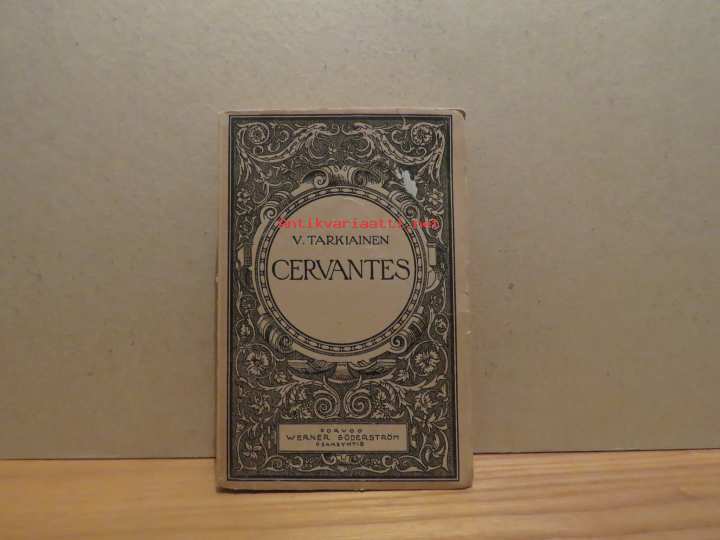 Antikvariaatti.net
V. TARKIAINEN
CERVANTES
PORVOO
WERNER SÖDERSTRÖM
OSAKEYHTIÖ